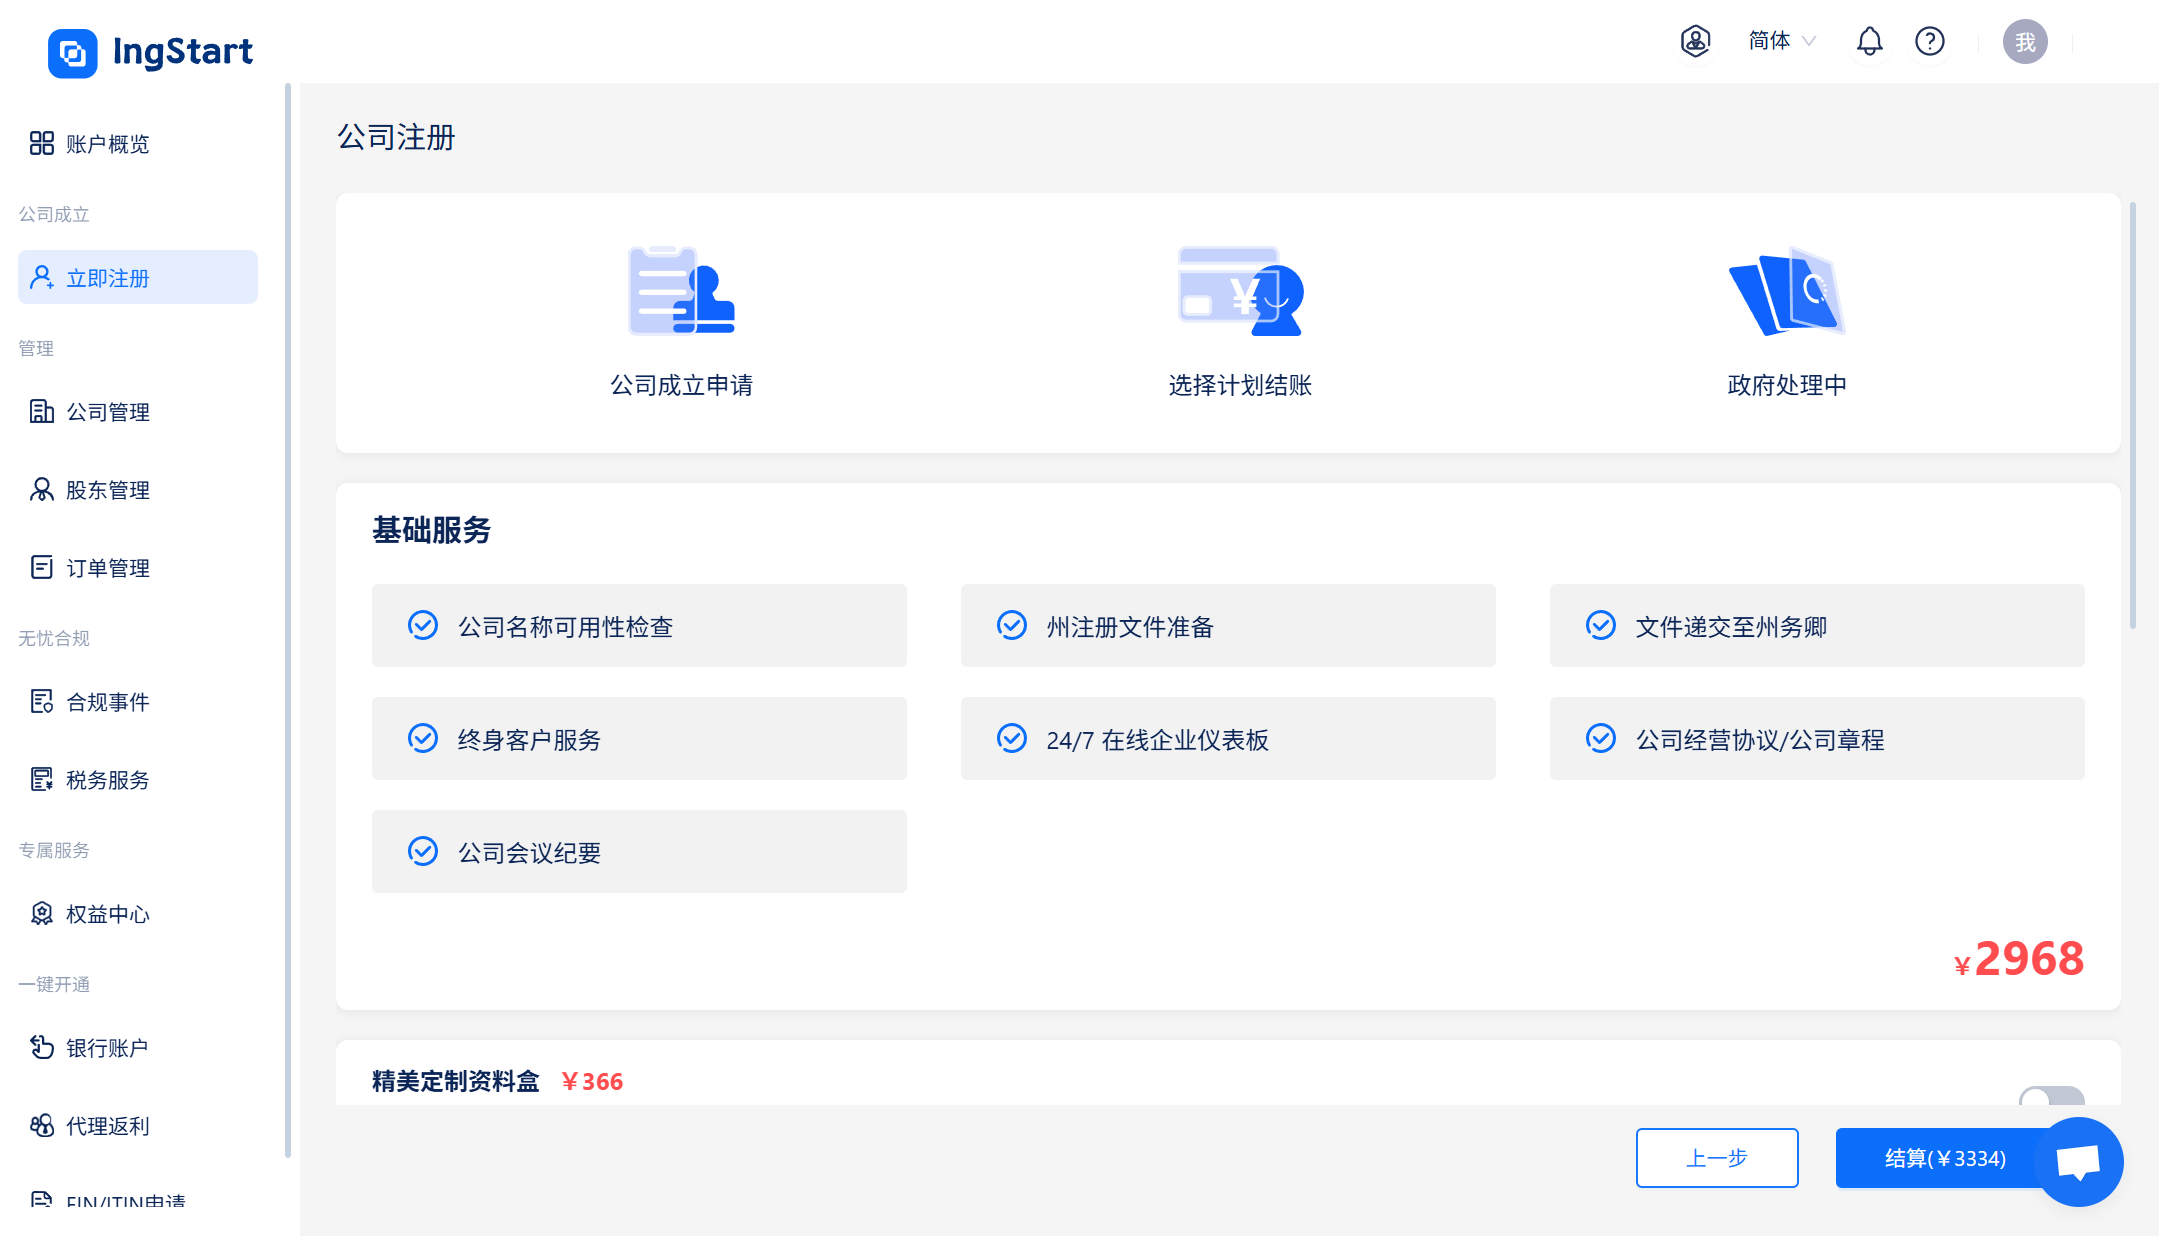 IngStart
简体
我
账户概览
公司成立
立即注册
管理
公司管理
股东管理
订单管理
无忧合规
合规事件
税务服务
专属服务
权益中心
一键开通
银行账户
代理返利
EIN/ITIN申请
公司注册
公司成立申请
选择计划结账
政府处理中
基础服务
公司名称可用性检查
州注册文件准备
文件递交至州务卿
终身客户服务
24/7 在线企业仪表板
公司经营协议/公司章程
公司会议纪要
¥2968
精美定制资料盒 ¥366
上一步
结算(¥3334)